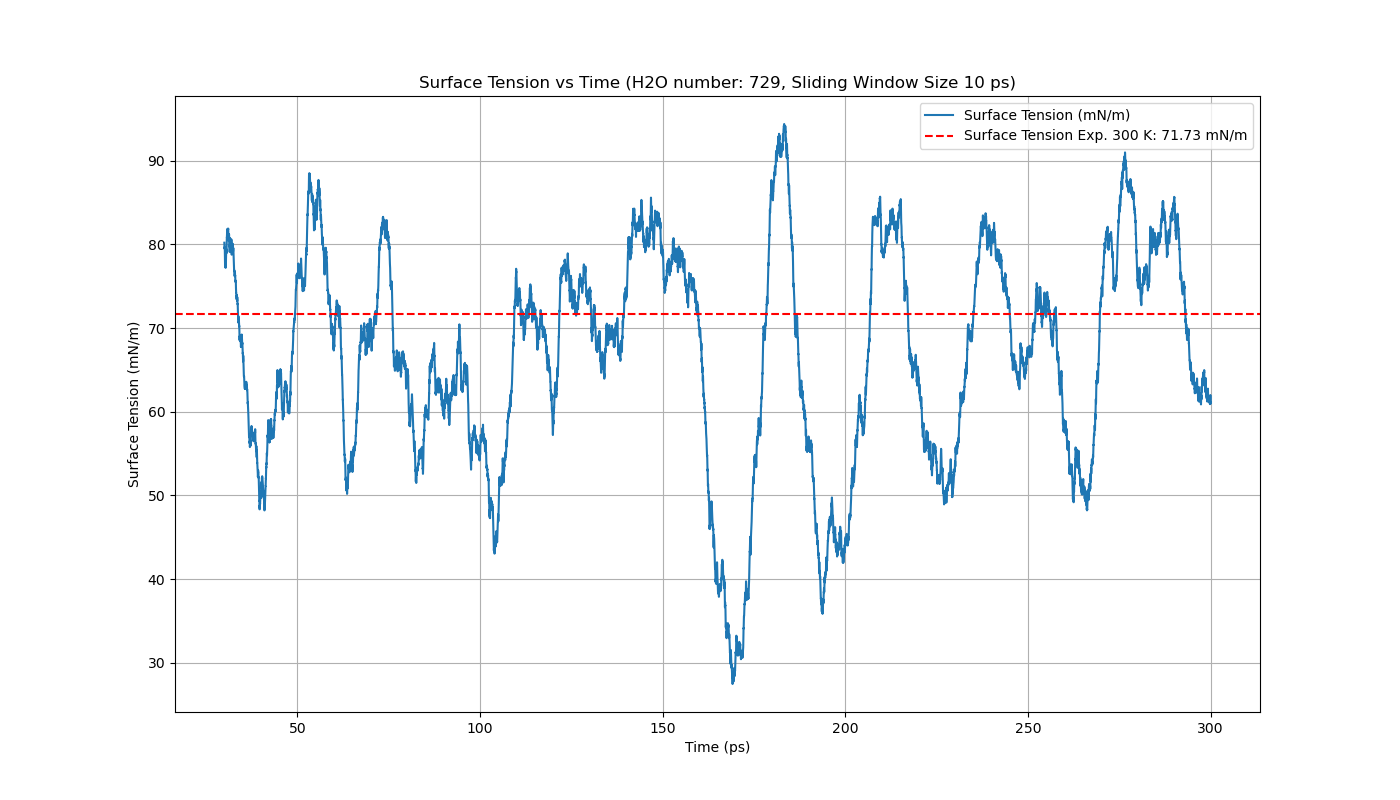 Surface Tension vs Time (H2O number: 729, Sliding Window Size 10 ps)
Surface Tension (mN/m)
Surface Tension Exp. 300 K: 71.73 mN/m
Surface Tension (mN/m)
90
80
70
60
50
40
30
50
100
150
200
250
300
Time (ps)